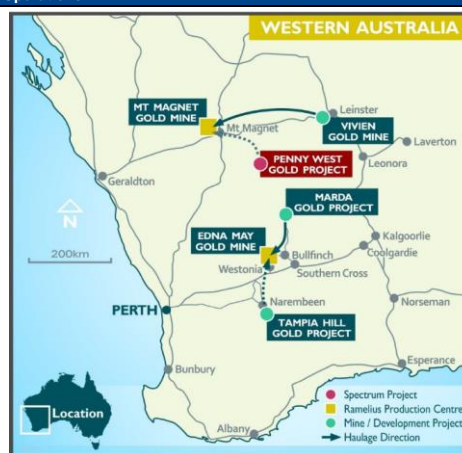 WESTERN AUSTRALIA
MT MAGNET
GOLD MINE
Mt Magnet
Leinster
VIVIEN
GOLD MINE
Laverton
Leonora
PENNY WEST
GOLD PROJECT
Geraldton
MARDA
GOLD PROJECT
N
200km
EDNA MAY
GOLD MINE
Bullfinch
Westonia
Southern Cross
Kalgoorlie
Coolgardie
PERTH
Narembeen
Norseman
TAMPIA HILL
GOLD PROJECT
Bunbury
Esperance
Albany
Location
Spectrum Project
Ramelius Production Centre
Mine / Development Project
Haulage Direction